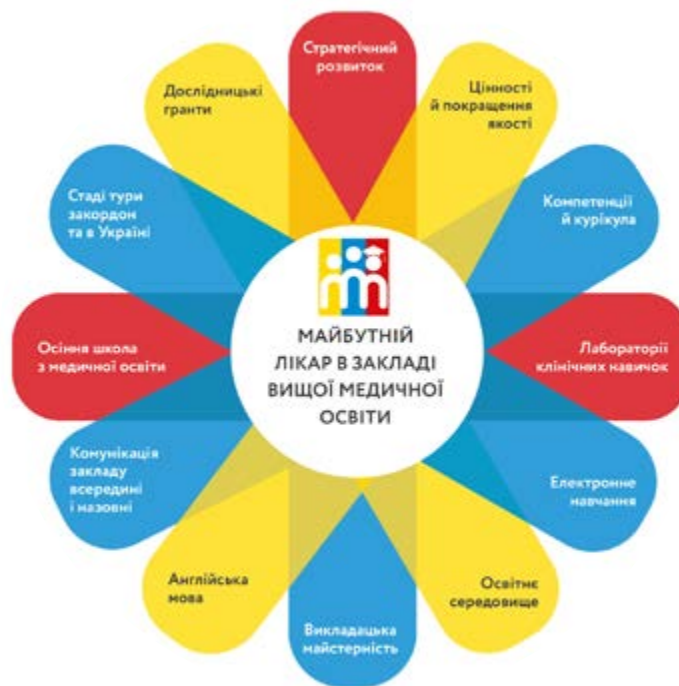 Стратегічний
розвиток
Цінності
й покращення
якості
Компетенції
й курікула
Лабораторії
клінічних навичок
Електронне
навчання
Освітнє
середовище
Викладацька
майстерність
Англійська
мова
Комунікація
закладу
всередині
і назовні
Осіння школа
з медичної освіти
Стаді тури
закордон
та в Україні
Дослідницькі
гранти
МАЙБУТНІЙ
ЛІКАР В ЗАКЛАДІ
ВИЩОЇ МЕДИЧНОЇ
ОСВІТИ